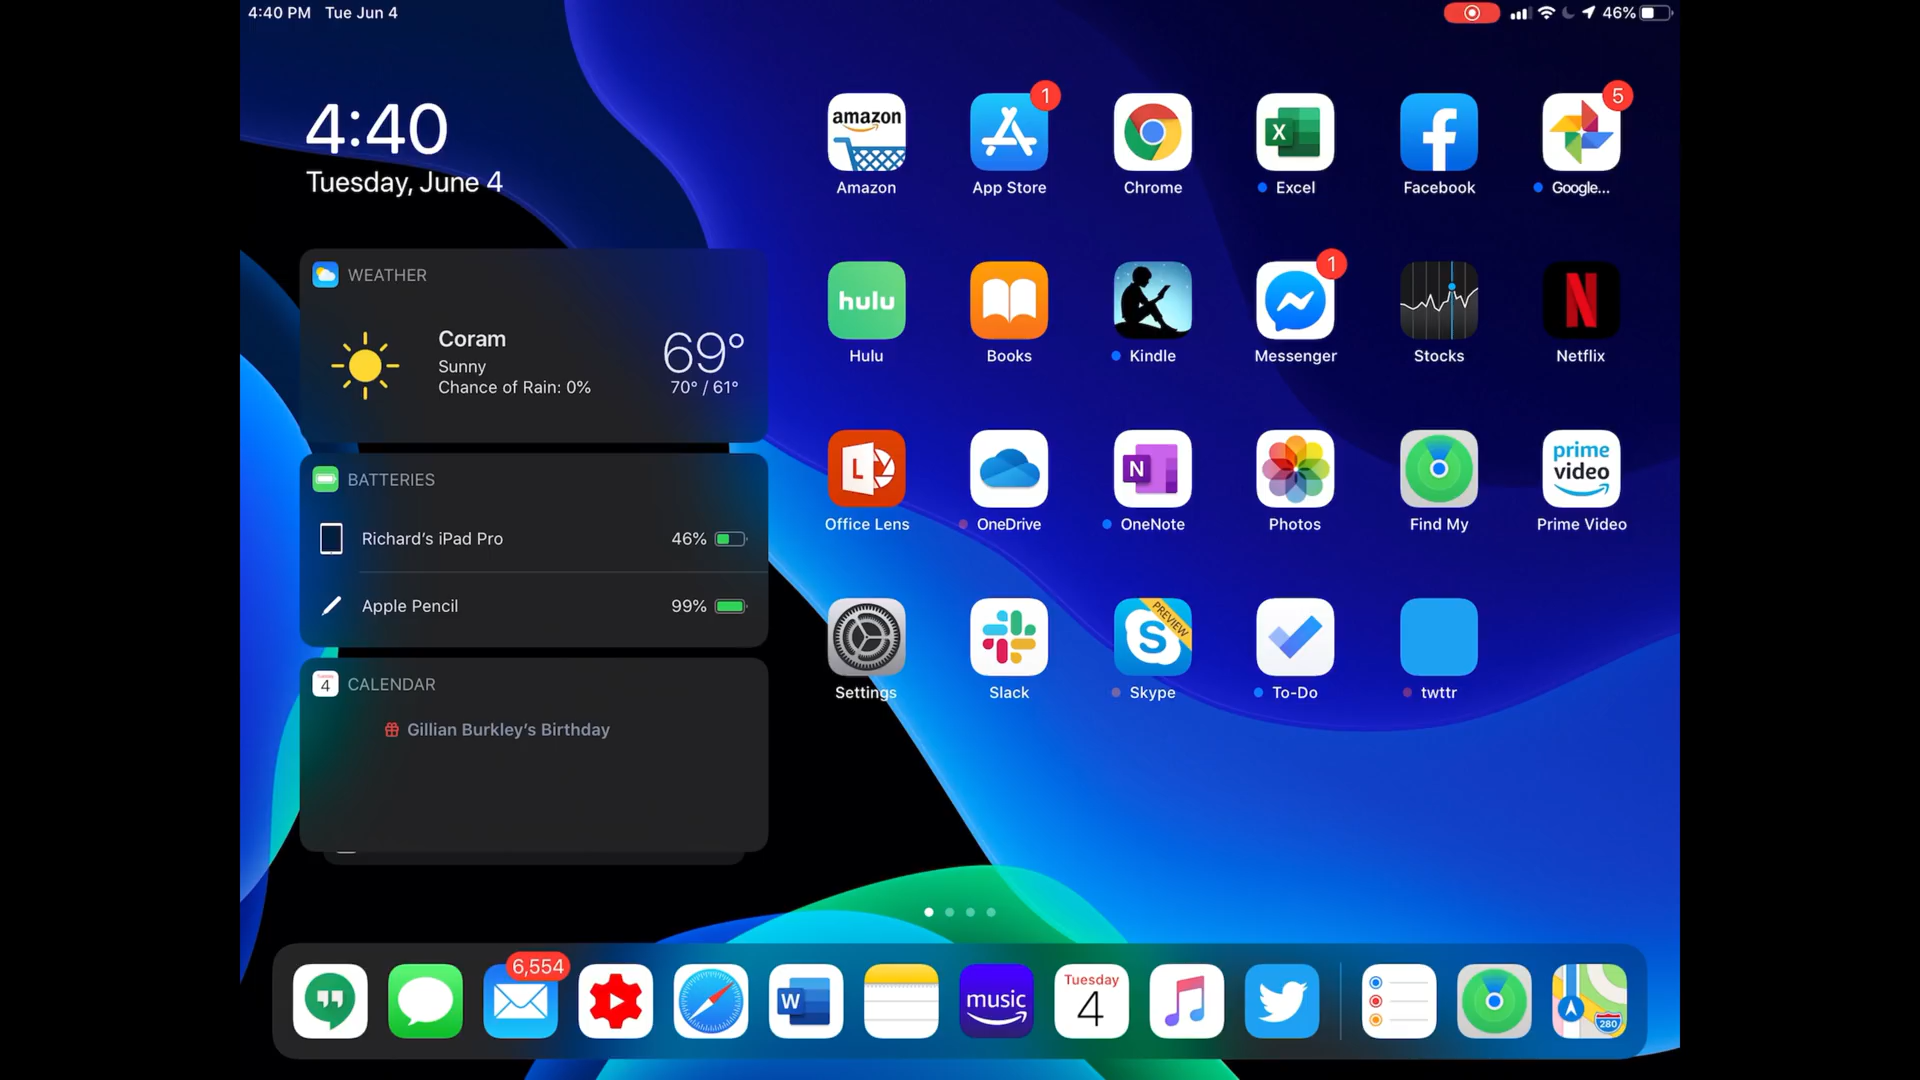 4:40 PM Tue Jun 4
46%
4:40
Tuesday, June 4
WEATHER
Coram
Sunny
Chance of Rain: 0%
69°
70° / 61°
BATTERIES
Richard's iPad Pro
46%
Apple Pencil
99%
4
CALENDAR
Gillian Burkley's Birthday
amazon
1
X
5
Amazon
App Store
Chrome
Excel
Facebook
Google...
hulu
1
N
Hulu
Books
Kindle
Messenger
Stocks
Netflix
L
N
prime
video
Office Lens
OneDrive
OneNote
Photos
Find My
Prime Video
S
PREVIEW
Settings
Slack
Skype
To-Do
twttr
6,554
W
music
Tuesday
4
280